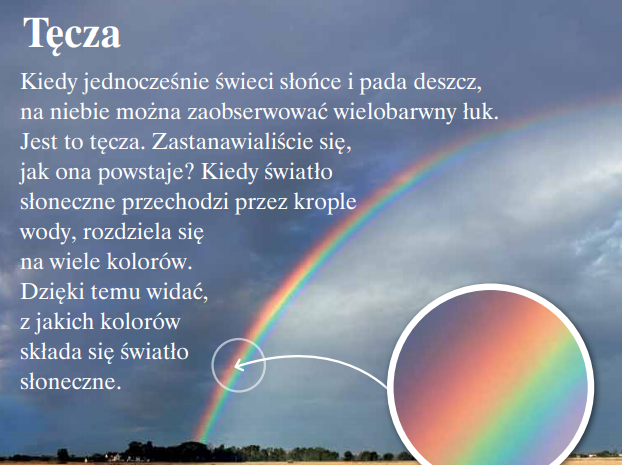 Tęcza
Kiedy jednocześnie świeci słońce i pada deszcz,
na niebie można zaobserwować wielobarwny łuk.
Jest to tęcza. Zastanawialiście się,
jak ona powstaje? Kiedy światło
słoneczne przechodzi przez krople
wody, rozdziela się
na wiele kolorów.
Dzięki temu widać,
z jakich kolorów
składa się światło
słoneczne.